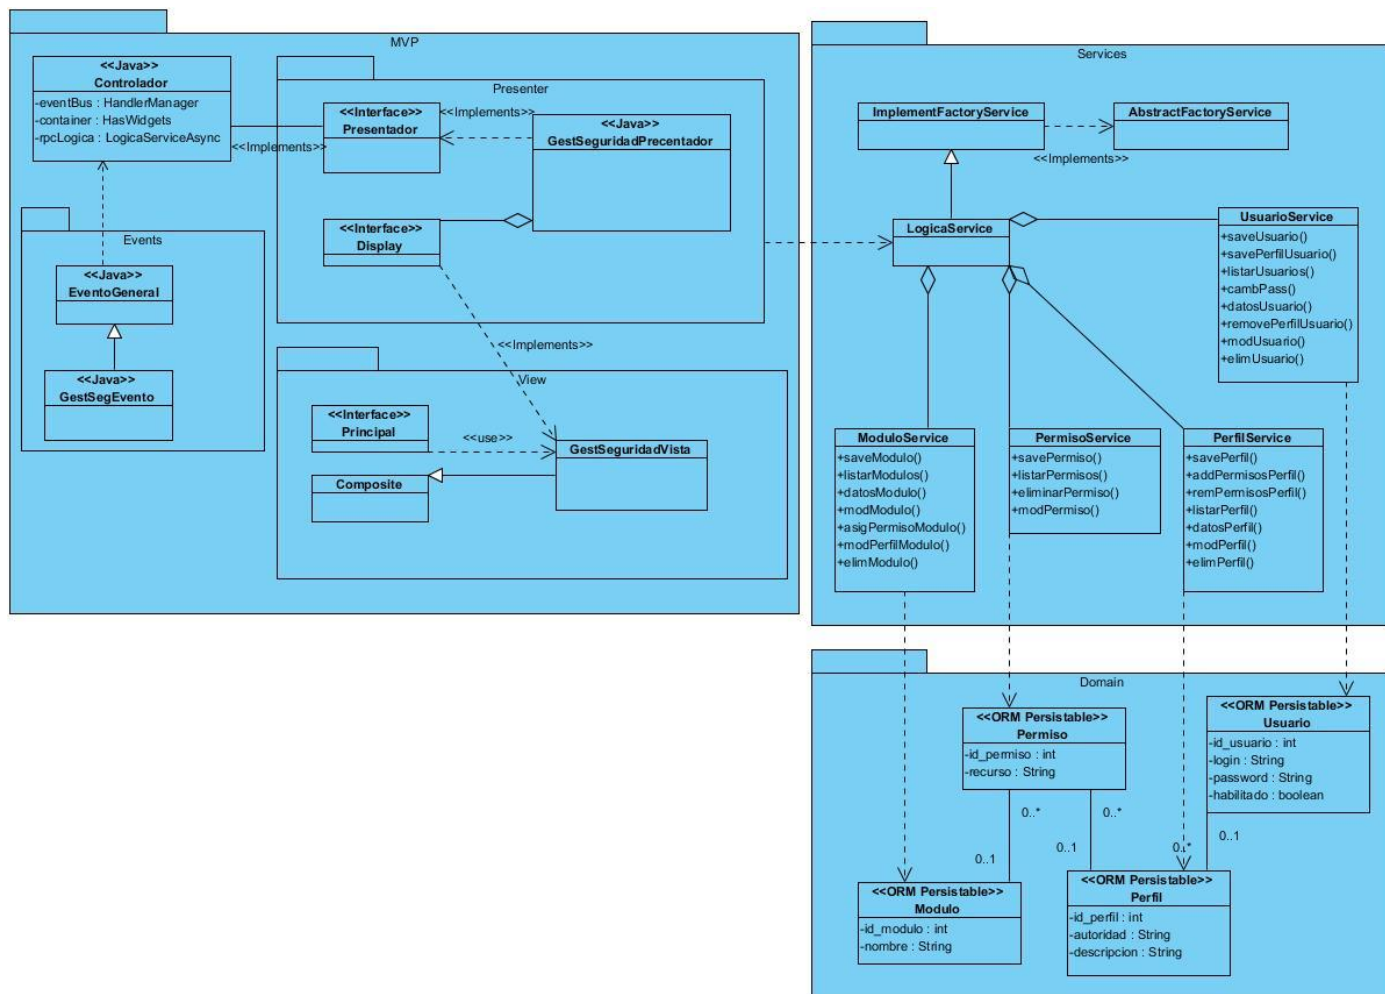 MVP
<<Java>>
Controlador
-eventBus : HandlerManager
-container : HasWidgets
-rpcLogica : LogicaServiceAsync
<<Implements>>
Presenter
<<Interface>>
Presentador
<<Implements>>
<<Java>>
GestSeguridadPrecentador
<<Interface>>
Display
Events
<<Java>>
EventoGeneral
<<Java>>
GestSegEvento
<<Implements>>
View
<<Interface>>
Principal
<<use>>
GestSeguridadVista
Composite
Services
ImplementFactoryService
AbstractFactoryService
<<Implements>>
LogicaService
UsuarioService
+saveUsuario()
+savePerfilUsuario()
+listarUsuarios()
+cambPass()
+datosUsuario()
+removePerfilUsuario()
+modUsuario()
+elimUsuario()
ModuloService
+saveModulo()
+listarModulos()
+datosModulo()
+modModulo()
+asigPermisoModulo()
+modPerfilModulo()
+elimModulo()
PermisoService
+savePermiso()
+listarPermisos()
+eliminarPermiso()
+modPermiso()
PerfilService
+savePerfil()
+addPermisosPerfil()
+remPermisosPerfil()
+listarPerfil()
+datosPerfil()
+modPerfil()
+elimPerfil()
Domain
<<ORM Persistable>>
Permiso
-id_permiso : int
-recurso : String
<<ORM Persistable>>
Usuario
-id_usuario : int
-login : String
-password : String
-habilitado : boolean
0..*
0..*
0..1
0..1
0..*
0..1
<<ORM Persistable>>
Modulo
-id_modulo : int
-nombre : String
<<ORM Persistable>>
Perfil
-id_perfil : int
-autoridad : String
-descripcion : String